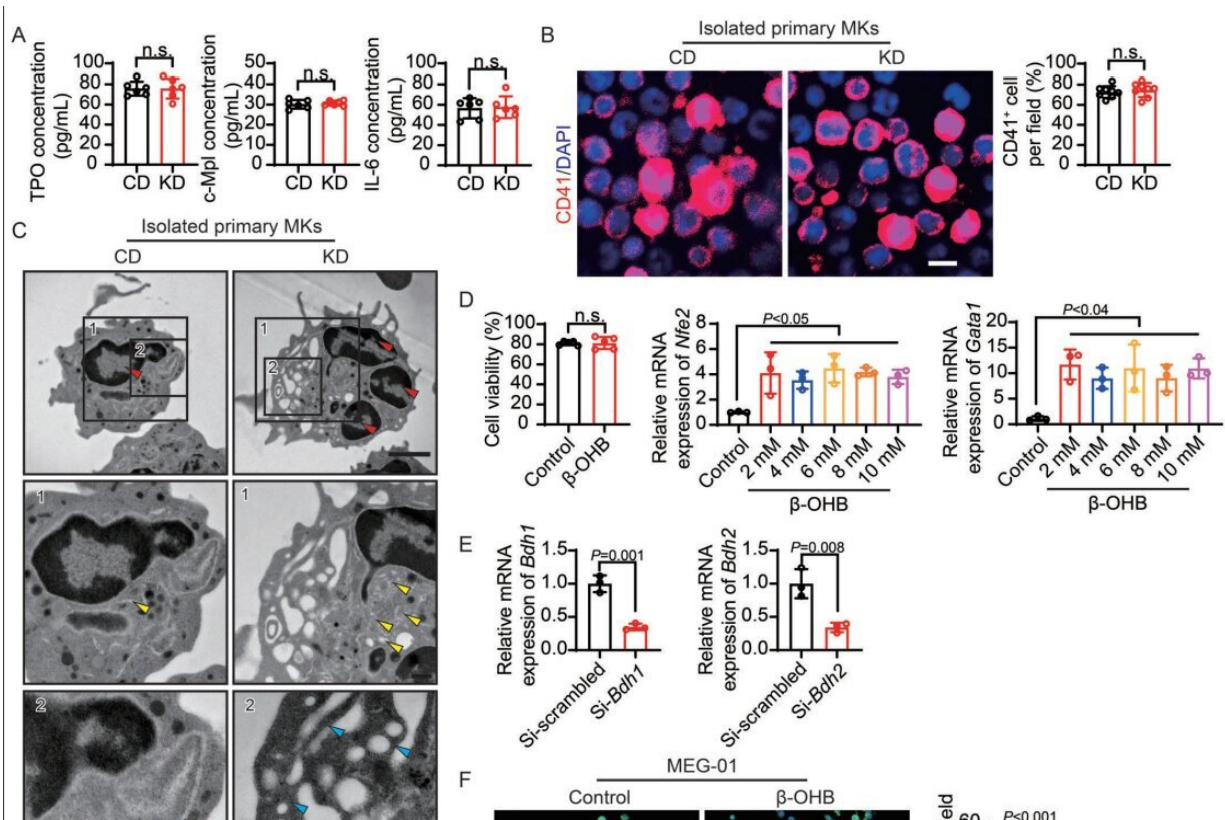 A
TPO concentration
(pg/mL)
100
80
60
40
20
0
n.s.
CD
KD
c-Mpl concentration
(pg/mL)
50
40
30
20
10
0
n.s.
CD
KD
IL-6 concentration
(pg/mL)
100
80
60
40
20
0
n.s.
CD
KD
B
Isolated primary MKs
CD
KD
CD41/DAPI
CD41⁺ cell
per field (%)
100
80
60
40
20
0
n.s.
CD
KD
C
Isolated primary MKs
CD
KD
1
2
1
2
1
1
2
2
D
Cell viability (%)
100
80
60
40
20
0
n.s.
Control
β-OHB
Relative mRNA
expression of Nfe2
8
6
4
2
0
P<0.05
Control
2 mM
4 mM
6 mM
8 mM
10 mM
β-OHB
Relative mRNA
expression of Gata1
20
15
10
5
0
P<0.04
Control
2 mM
4 mM
6 mM
8 mM
10 mM
β-OHB
E
Relative mRNA
expression of Bdh1
1.5
1.0
0.5
0.0
P=0.001
Si-scrambled
Si-Bdh1
Relative mRNA
expression of Bdh2
1.5
1.0
0.5
0.0
P=0.008
Si-scrambled
Si-Bdh2
F
MEG-01
Control
β-OHB
eld
60
P<0.001